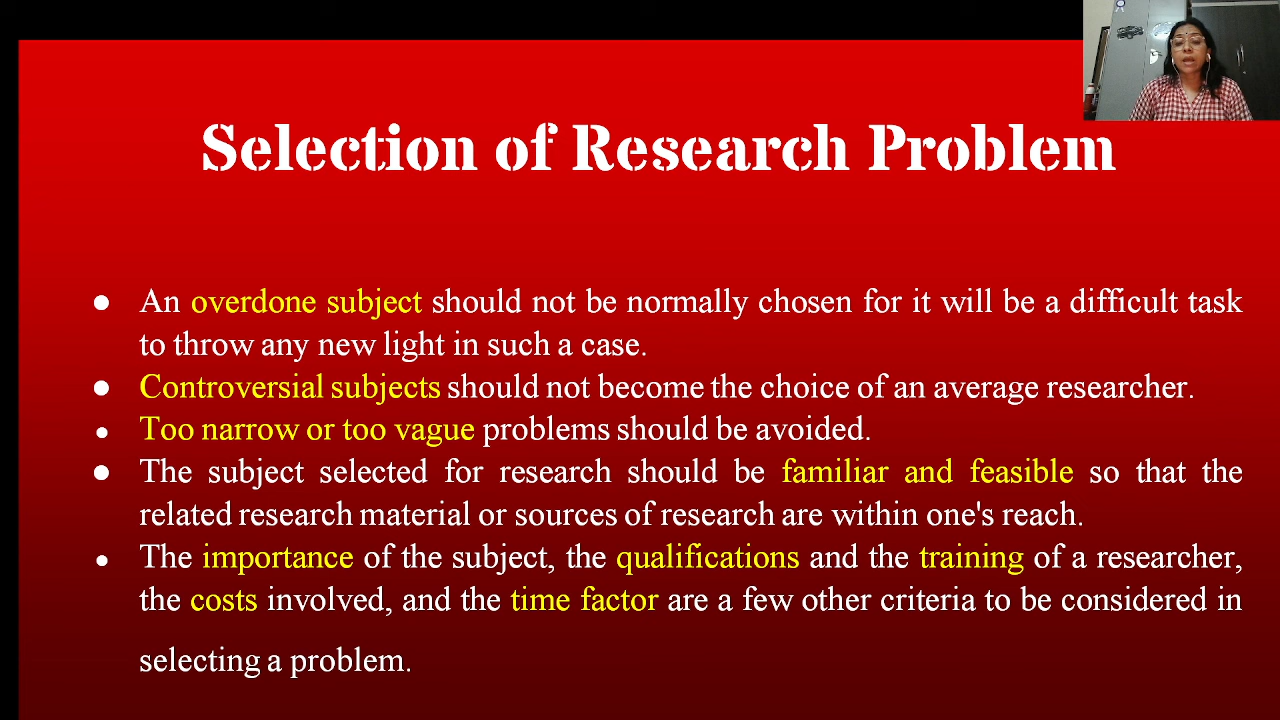 Selection of Research Problem
● An overdone subject should not be normally chosen for it will be a difficult task
to throw any new light in such a case.
● Controversial subjects should not become the choice of an average researcher.
● Too narrow or too vague problems should be avoided.
● The subject selected for research should be familiar and feasible so that the
related research material or sources of research are within one's reach.
● The importance of the subject, the qualifications and the training of a researcher,
the costs involved, and the time factor are a few other criteria to be considered in
selecting a problem.